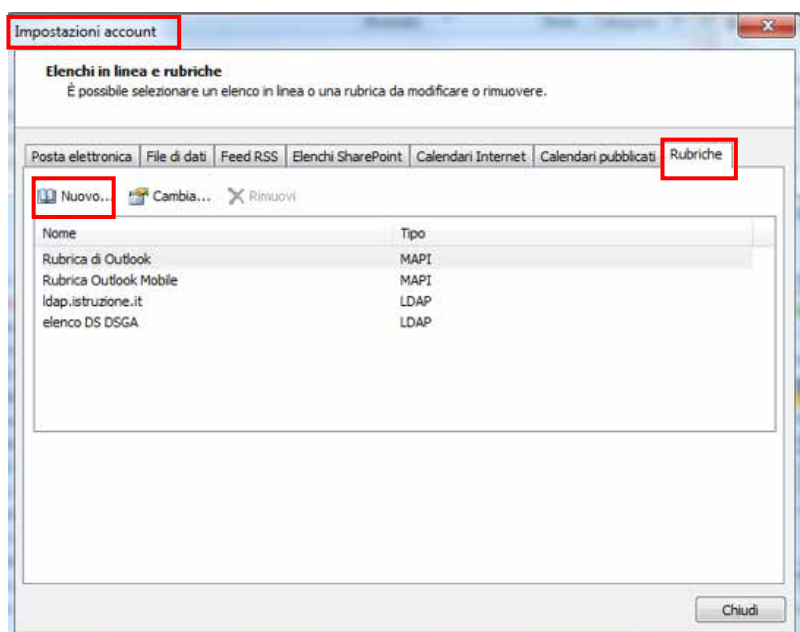 Impostazioni account
Elenchi in linea e rubriche
È possibile selezionare un elenco in linea o una rubrica da modificare o rimuovere.
Posta elettronica File di dati Feed RSS Elenchi SharePoint Calendari Internet Calendari pubblicati Rubriche
Nuovo... Cambia... Rimuovi
Nome Tipo
Rubrica di Outlook MAPI
Rubrica Outlook Mobile MAPI
ldap.istruzione.it LDAP
elenco DS DSGA LDAP
Chiudi